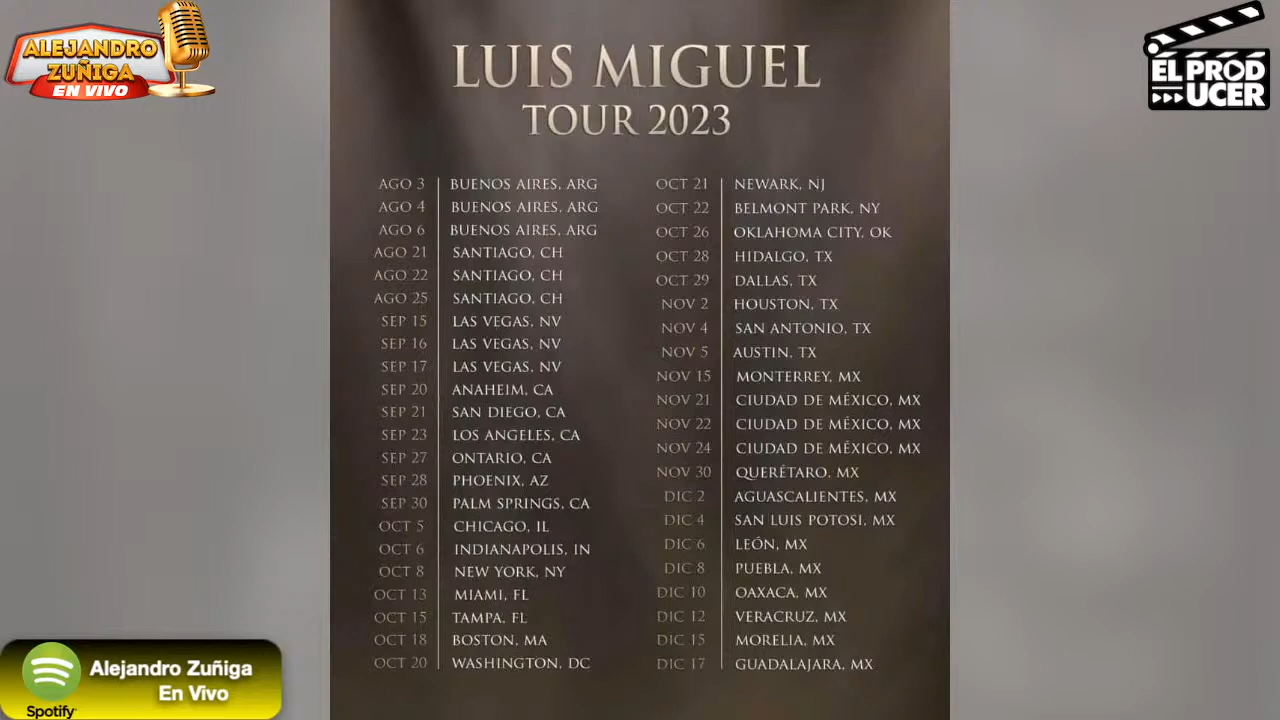 ALEJANDRO
ZUÑIGA
EN VIVO
EL PROD
UCER
LUIS MIGUEL
TOUR 2023
AGO 3 BUENOS AIRES, ARG
AGO 4 BUENOS AIRES, ARG
AGO 6 BUENOS AIRES, ARG
AGO 21 SANTIAGO, CH
AGO 22 SANTIAGO, CH
AGO 25 SANTIAGO, CH
SEP 15 LAS VEGAS, NV
SEP 16 LAS VEGAS, NV
SEP 17 LAS VEGAS, NV
SEP 20 ANAHEIM, CA
SEP 21 SAN DIEGO, CA
SEP 23 LOS ANGELES, CA
SEP 27 ONTARIO, CA
SEP 28 PHOENIX, AZ
SEP 30 PALM SPRINGS, CA
OCT 5 CHICAGO, IL
OCT 6 INDIANAPOLIS, IN
OCT 8 NEW YORK, NY
OCT 13 MIAMI, FL
OCT 15 TAMPA, FL
OCT 18 BOSTON, MA
OCT 20 WASHINGTON, DC
OCT 21 NEWARK, NJ
OCT 22 BELMONT PARK, NY
OCT 26 OKLAHOMA CITY, OK
OCT 28 HIDALGO, TX
OCT 29 DALLAS, TX
NOV 2 HOUSTON, TX
NOV 4 SAN ANTONIO, TX
NOV 5 AUSTIN, TX
NOV 15 MONTERREY, MX
NOV 21 CIUDAD DE MÉXICO, MX
NOV 22 CIUDAD DE MÉXICO, MX
NOV 24 CIUDAD DE MÉXICO, MX
NOV 30 QUERÉTARO, MX
DIC 2 AGUASCALIENTES, MX
DIC 4 SAN LUIS POTOSI, MX
DIC 6 LEÓN, MX
DIC 8 PUEBLA, MX
DIC 10 OAXACA, MX
DIC 12 VERACRUZ, MX
DIC 15 MORELIA, MX
DIC 17 GUADALAJARA, MX
Alejandro Zuñiga
En Vivo
Spotify